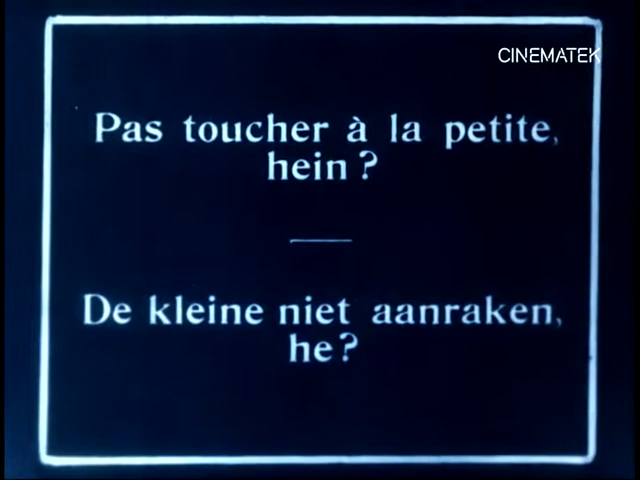 CINEMATEK
Pas toucher à la petite,
hein ?
De kleine niet aanraken,
he ?